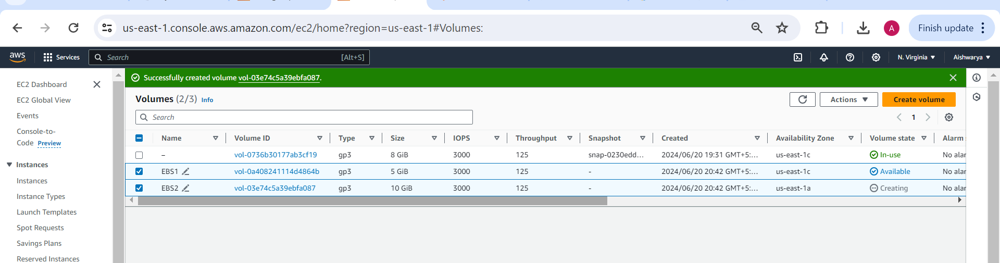 us-east-1.console.aws.amazon.com/ec2/home?region=us-east-1#Volumes:
A
Finish update
aws
Services
Search
[Alt+S]
N. Virginia
Aishwarya
EC2 Dashboard
EC2 Global View
Events
Console-to-
Code Preview
Instances
Instances
Instance Types
Launch Templates
Spot Requests
Savings Plans
Reserved Instances
Successfully created volume vol-03e74c5a39ebfa087.
Volumes (2/3) Info
Actions
Create volume
Search
1
Name Volume ID Type Size IOPS Throughput Snapshot Created Availability Zone Volume state Alarm
– vol-0736b30177ab3cf19 gp3 8 GiB 3000 125 snap-0230edd... 2024/06/20 19:31 GMT+5:... us-east-1c In-use No alar
EBS1 vol-0a408241114d4864b gp3 5 GiB 3000 125 - 2024/06/20 20:42 GMT+5:... us-east-1c Available No alar
EBS2 vol-03e74c5a39ebfa087 gp3 10 GiB 3000 125 - 2024/06/20 20:42 GMT+5:... us-east-1a Creating No alar